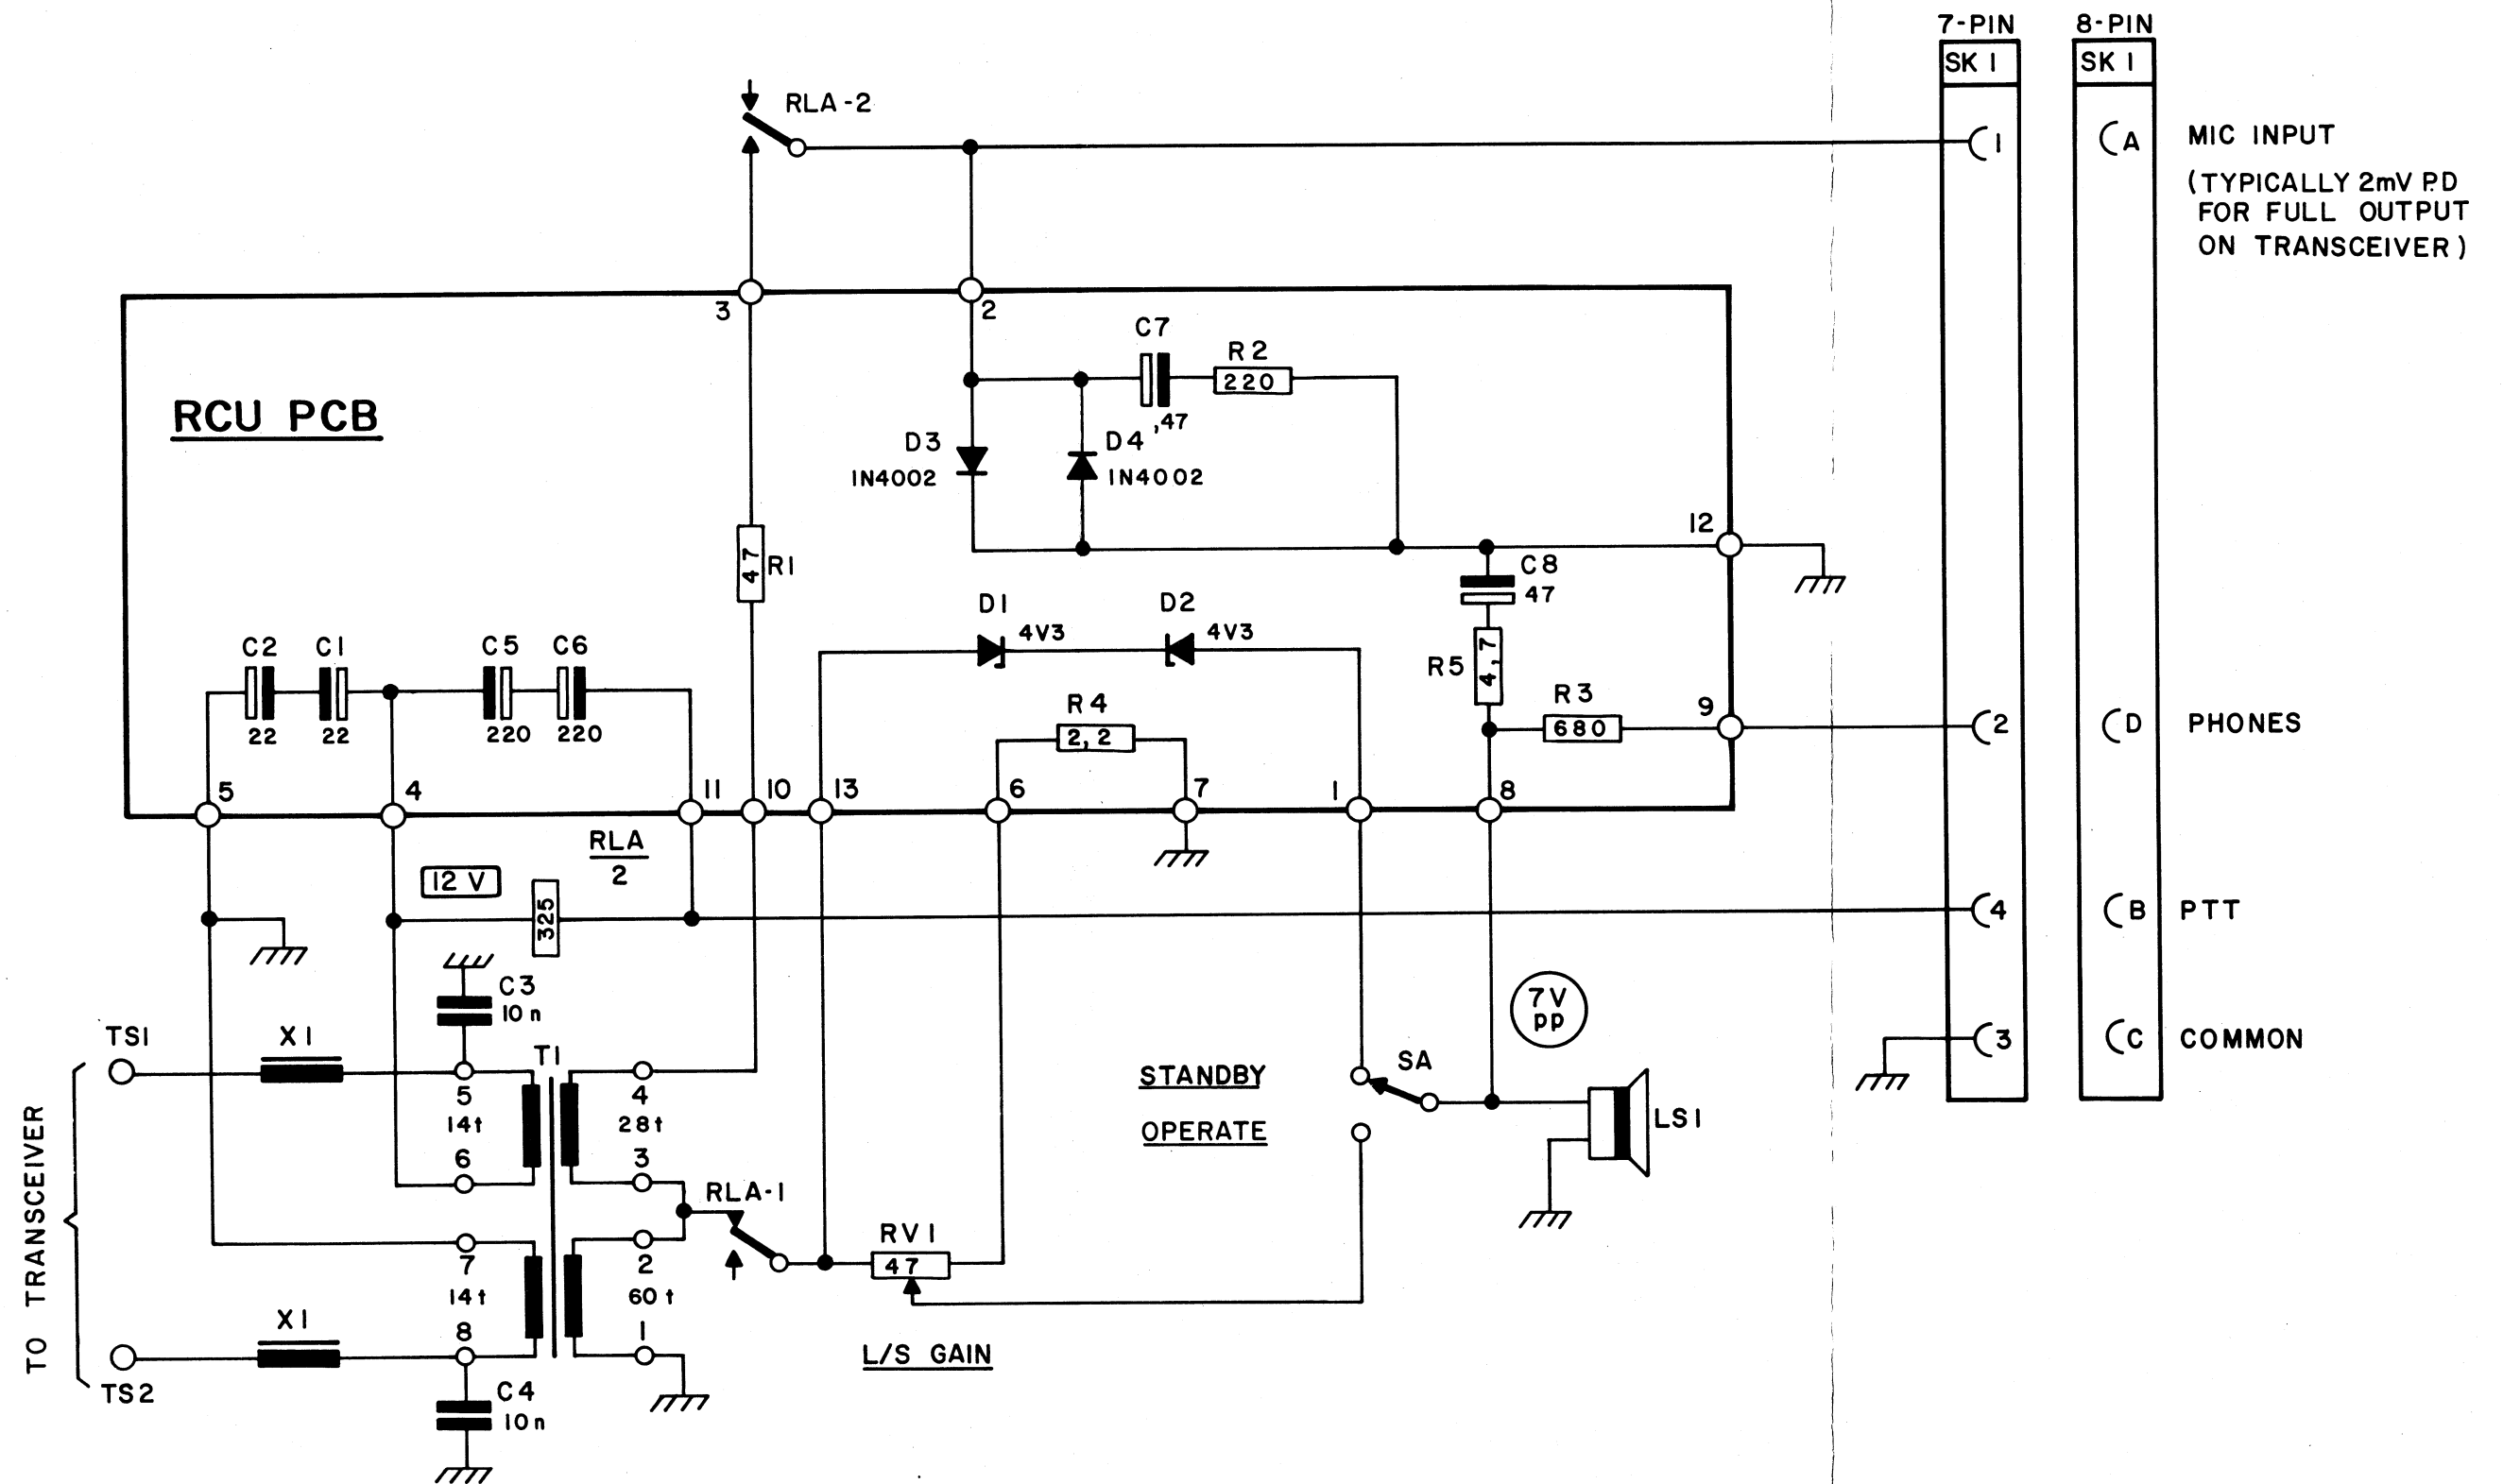 7-PIN
8-PIN
SK 1
SK 1
RLA-2
1
A
MIC INPUT
(TYPICALLY 2mV P.D
FOR FULL OUTPUT
ON TRANSCEIVER)
3
2
RCU PCB
C7
,47
R2
220
D3
1N4002
D4
1N4002
12
47
R1
C8
47
D1
4V3
D2
4V3
R5
4,7
C2
22
C1
22
C5
220
C6
220
R4
2,2
R3
680
9
2
D
PHONES
5
4
11
10
13
6
7
1
8
RLA
2
12 V
325
4
B
PTT
C3
10n
7V
pp
3
C
COMMON
TS1
X1
T1
5
14t
6
4
28t
3
STANDBY
OPERATE
SA
LS1
TO TRANSCEIVER
RLA-1
RV1
47
7
14t
8
2
60t
1
X1
TS2
L/S GAIN
C4
10n